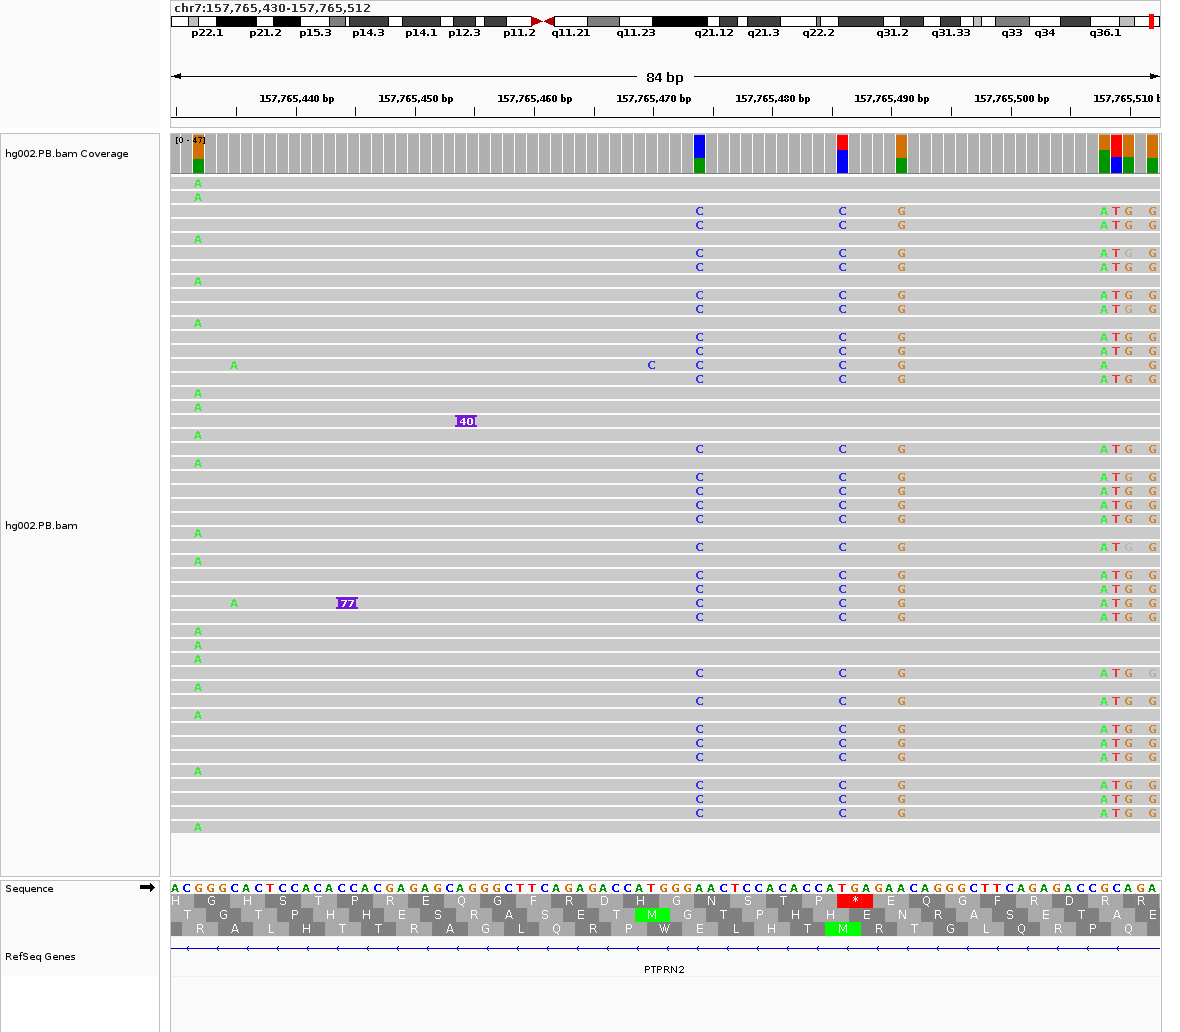 chr7:157,765,430-157,765,512
p22.1 p21.2 p15.3 p14.3 p14.1 p12.3 p11.2 q11.21 q11.23 q21.12 q21.3 q22.2 q31.2 q31.33 q33 q34 q36.1
84 bp
157,765,440 bp 157,765,450 bp 157,765,460 bp 157,765,470 bp 157,765,480 bp 157,765,490 bp 157,765,500 bp 157,765,510 b
hg002.PB.bam Coverage
[0 - 47]
A
A
C C G A T G G
C C G A T G G
A
C C G A T G G
C C G A T G G
A
C C G A T G G
C C G A T G G
A
C C G A T G G
C C G A T G G
A C C C G A G
C C G A T G G
A
A
40
A
C C G A T G G
A
C C G A T G G
C C G A T G G
C C G A T G G
C C G A T G G
hg002.PB.bam
A
C C G A T G G
A
C C G A T G G
C C G A T G G
A 77 C C G A T G G
C C G A T G G
A
A
A
C C G A T G G
A
C C G A T G G
A
C C G A T G G
C C G A T G G
C C G A T G G
A
C C G A T G G
C C G A T G G
C C G A T G G
A
Sequence
A C G G G C A C T C C A C A C C A C G A G A G C A G G G C T T C A G A G A C C A T G G G A A C T C C A C A C C A T G A G A A C A G G G C T T C A G A G A C C G C A G A
H G H S T P R E Q G F R D H G N S T P * E Q G F R D R R
T G T P H H E S R A S E T M G T P H H E N R A S E T A E
R A L H T T R A G L Q R P W E L H T M R T G L Q R P Q
RefSeq Genes
PTPRN2